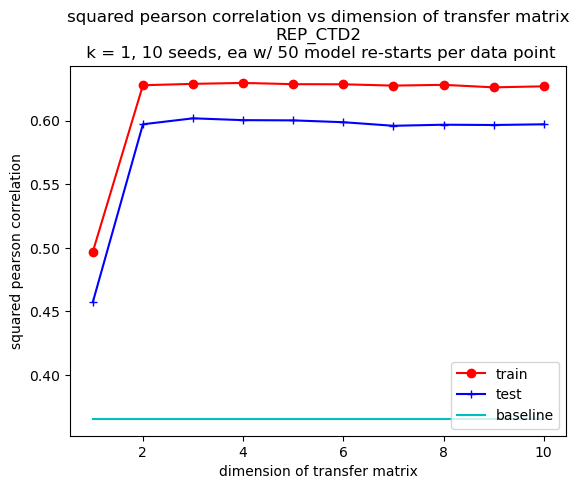 squared pearson correlation vs dimension of transfer matrix
REP_CTD2
k = 1, 10 seeds, ea w/ 50 model re-starts per data point
squared pearson correlation
0.60
0.55
0.50
0.45
0.40
train
test
baseline
2
4
6
8
10
dimension of transfer matrix